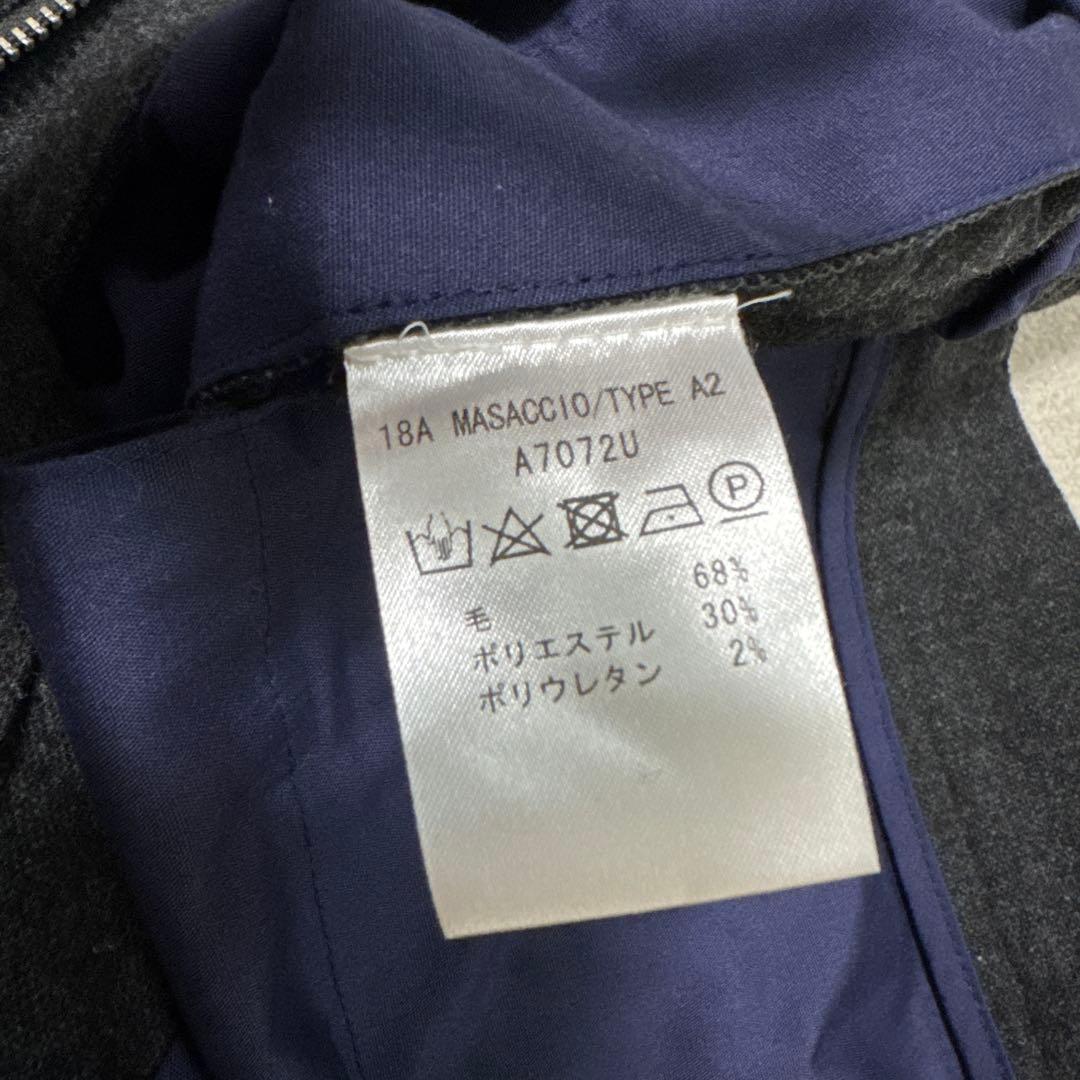 18A MASACCIO/TYPE A2
A7072U
P
毛 68%
ポリエステル 30%
ポリウレタン 2%